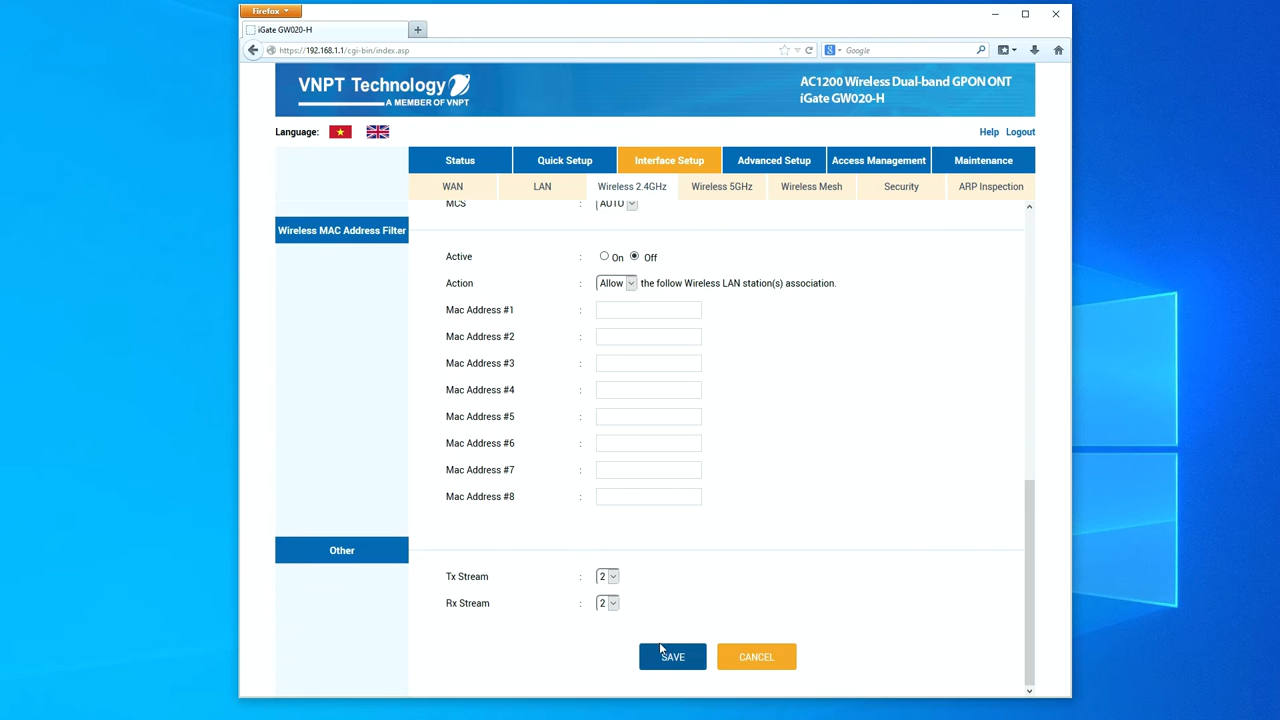 Firefox
iGate GW020-H
https://192.168.1.1/cgi-bin/index.asp
Google
VNPT Technology
A MEMBER OF VNPT
AC1200 Wireless Dual-band GPON ONT
iGate GW020-H
Language:
Help Logout
Status Quick Setup Interface Setup Advanced Setup Access Management Maintenance
WAN LAN Wireless 2.4GHz Wireless 5GHz Wireless Mesh Security ARP Inspection
MCS : AUTO
Wireless MAC Address Filter
Active : On Off
Action : Allow the follow Wireless LAN station(s) association.
Mac Address #1 :
Mac Address #2 :
Mac Address #3 :
Mac Address #4 :
Mac Address #5 :
Mac Address #6 :
Mac Address #7 :
Mac Address #8 :
Other
Tx Stream : 2
Rx Stream : 2
SAVE CANCEL